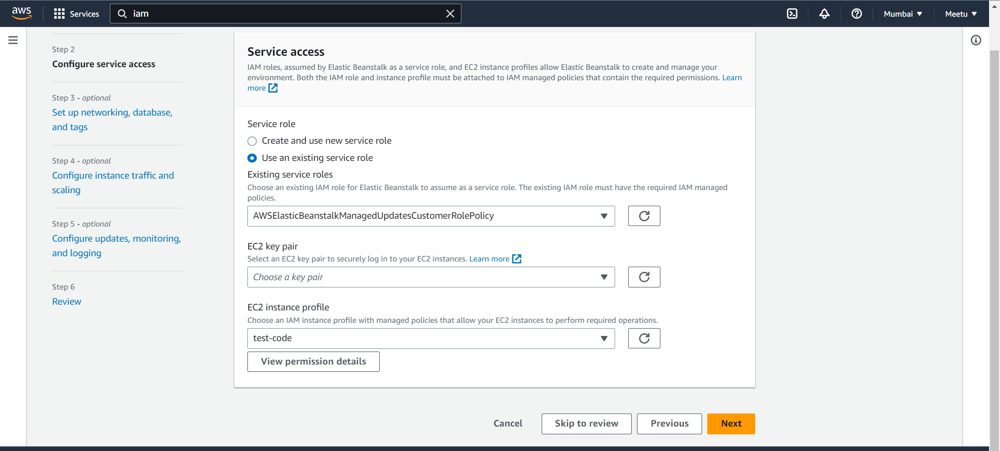 aws
Services
iam
Mumbai
Meetu
Step 2
Configure service access
Step 3 - optional
Set up networking, database,
and tags
Step 4 - optional
Configure instance traffic and
scaling
Step 5 - optional
Configure updates, monitoring,
and logging
Step 6
Review
Service access
IAM roles, assumed by Elastic Beanstalk as a service role, and EC2 instance profiles allow Elastic Beanstalk to create and manage your
environment. Both the IAM role and instance profile must be attached to IAM managed policies that contain the required permissions. Learn
more
Service role
Create and use new service role
Use an existing service role
Existing service roles
Choose an existing IAM role for Elastic Beanstalk to assume as a service role. The existing IAM role must have the required IAM managed
policies.
AWSElasticBeanstalkManagedUpdatesCustomerRolePolicy
EC2 key pair
Select an EC2 key pair to securely log in to your EC2 instances. Learn more
Choose a key pair
EC2 instance profile
Choose an IAM instance profile with managed policies that allow your EC2 instances to perform required operations.
test-code
View permission details
Cancel
Skip to review
Previous
Next